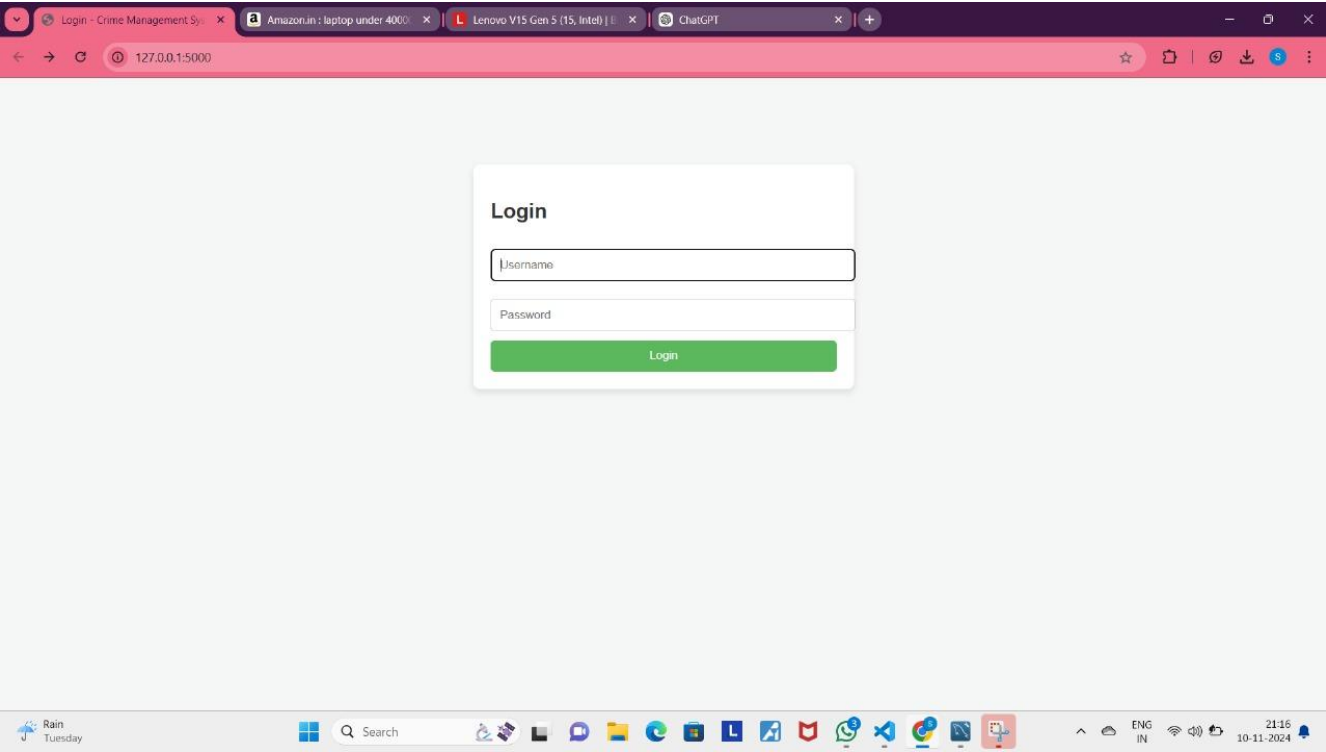 Login - Crime Management Sy
Amazon.in : laptop under 4000
Lenovo V15 Gen 5 (15, Intel) |
ChatGPT
127.0.0.1:5000
S
Login
Username
Password
Login
Rain
Tuesday
Search
3
ENG
IN
21:16
10-11-2024